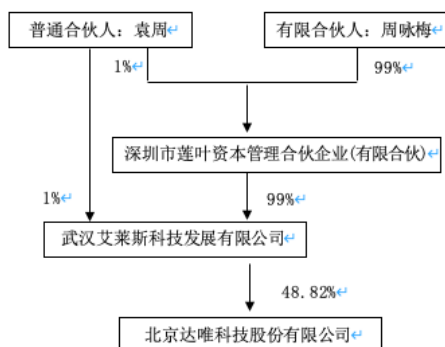 普通合伙人：袁周
有限合伙人：周咏梅
1%
99%
深圳市莲叶资本管理合伙企业(有限合伙)
1%
99%
武汉艾莱斯科技发展有限公司
48.82%
北京达唯科技股份有限公司